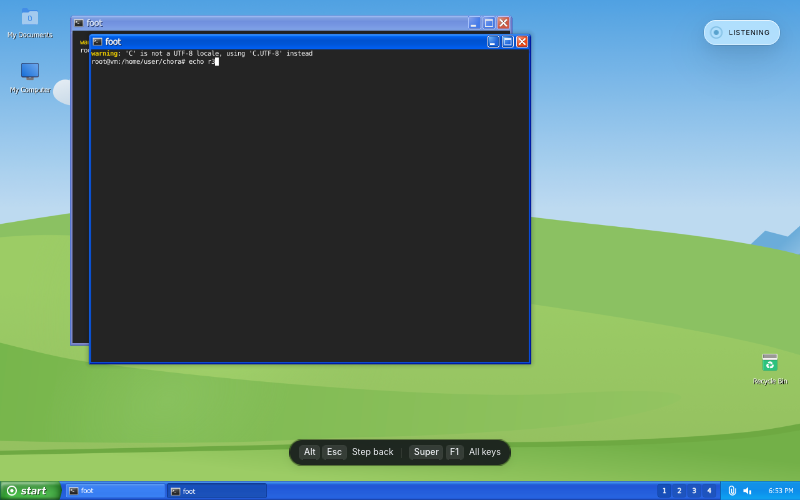 My Documents
My Computer
foot
foot
warning: 'C' is not a UTF-8 locale, using 'C.UTF-8' instead
root@vm:/home/user/chora# echo r3
LISTENING
Recycle Bin
Alt Esc Step back Super F1 All keys
start foot foot 1 2 3 4 6:53 PM